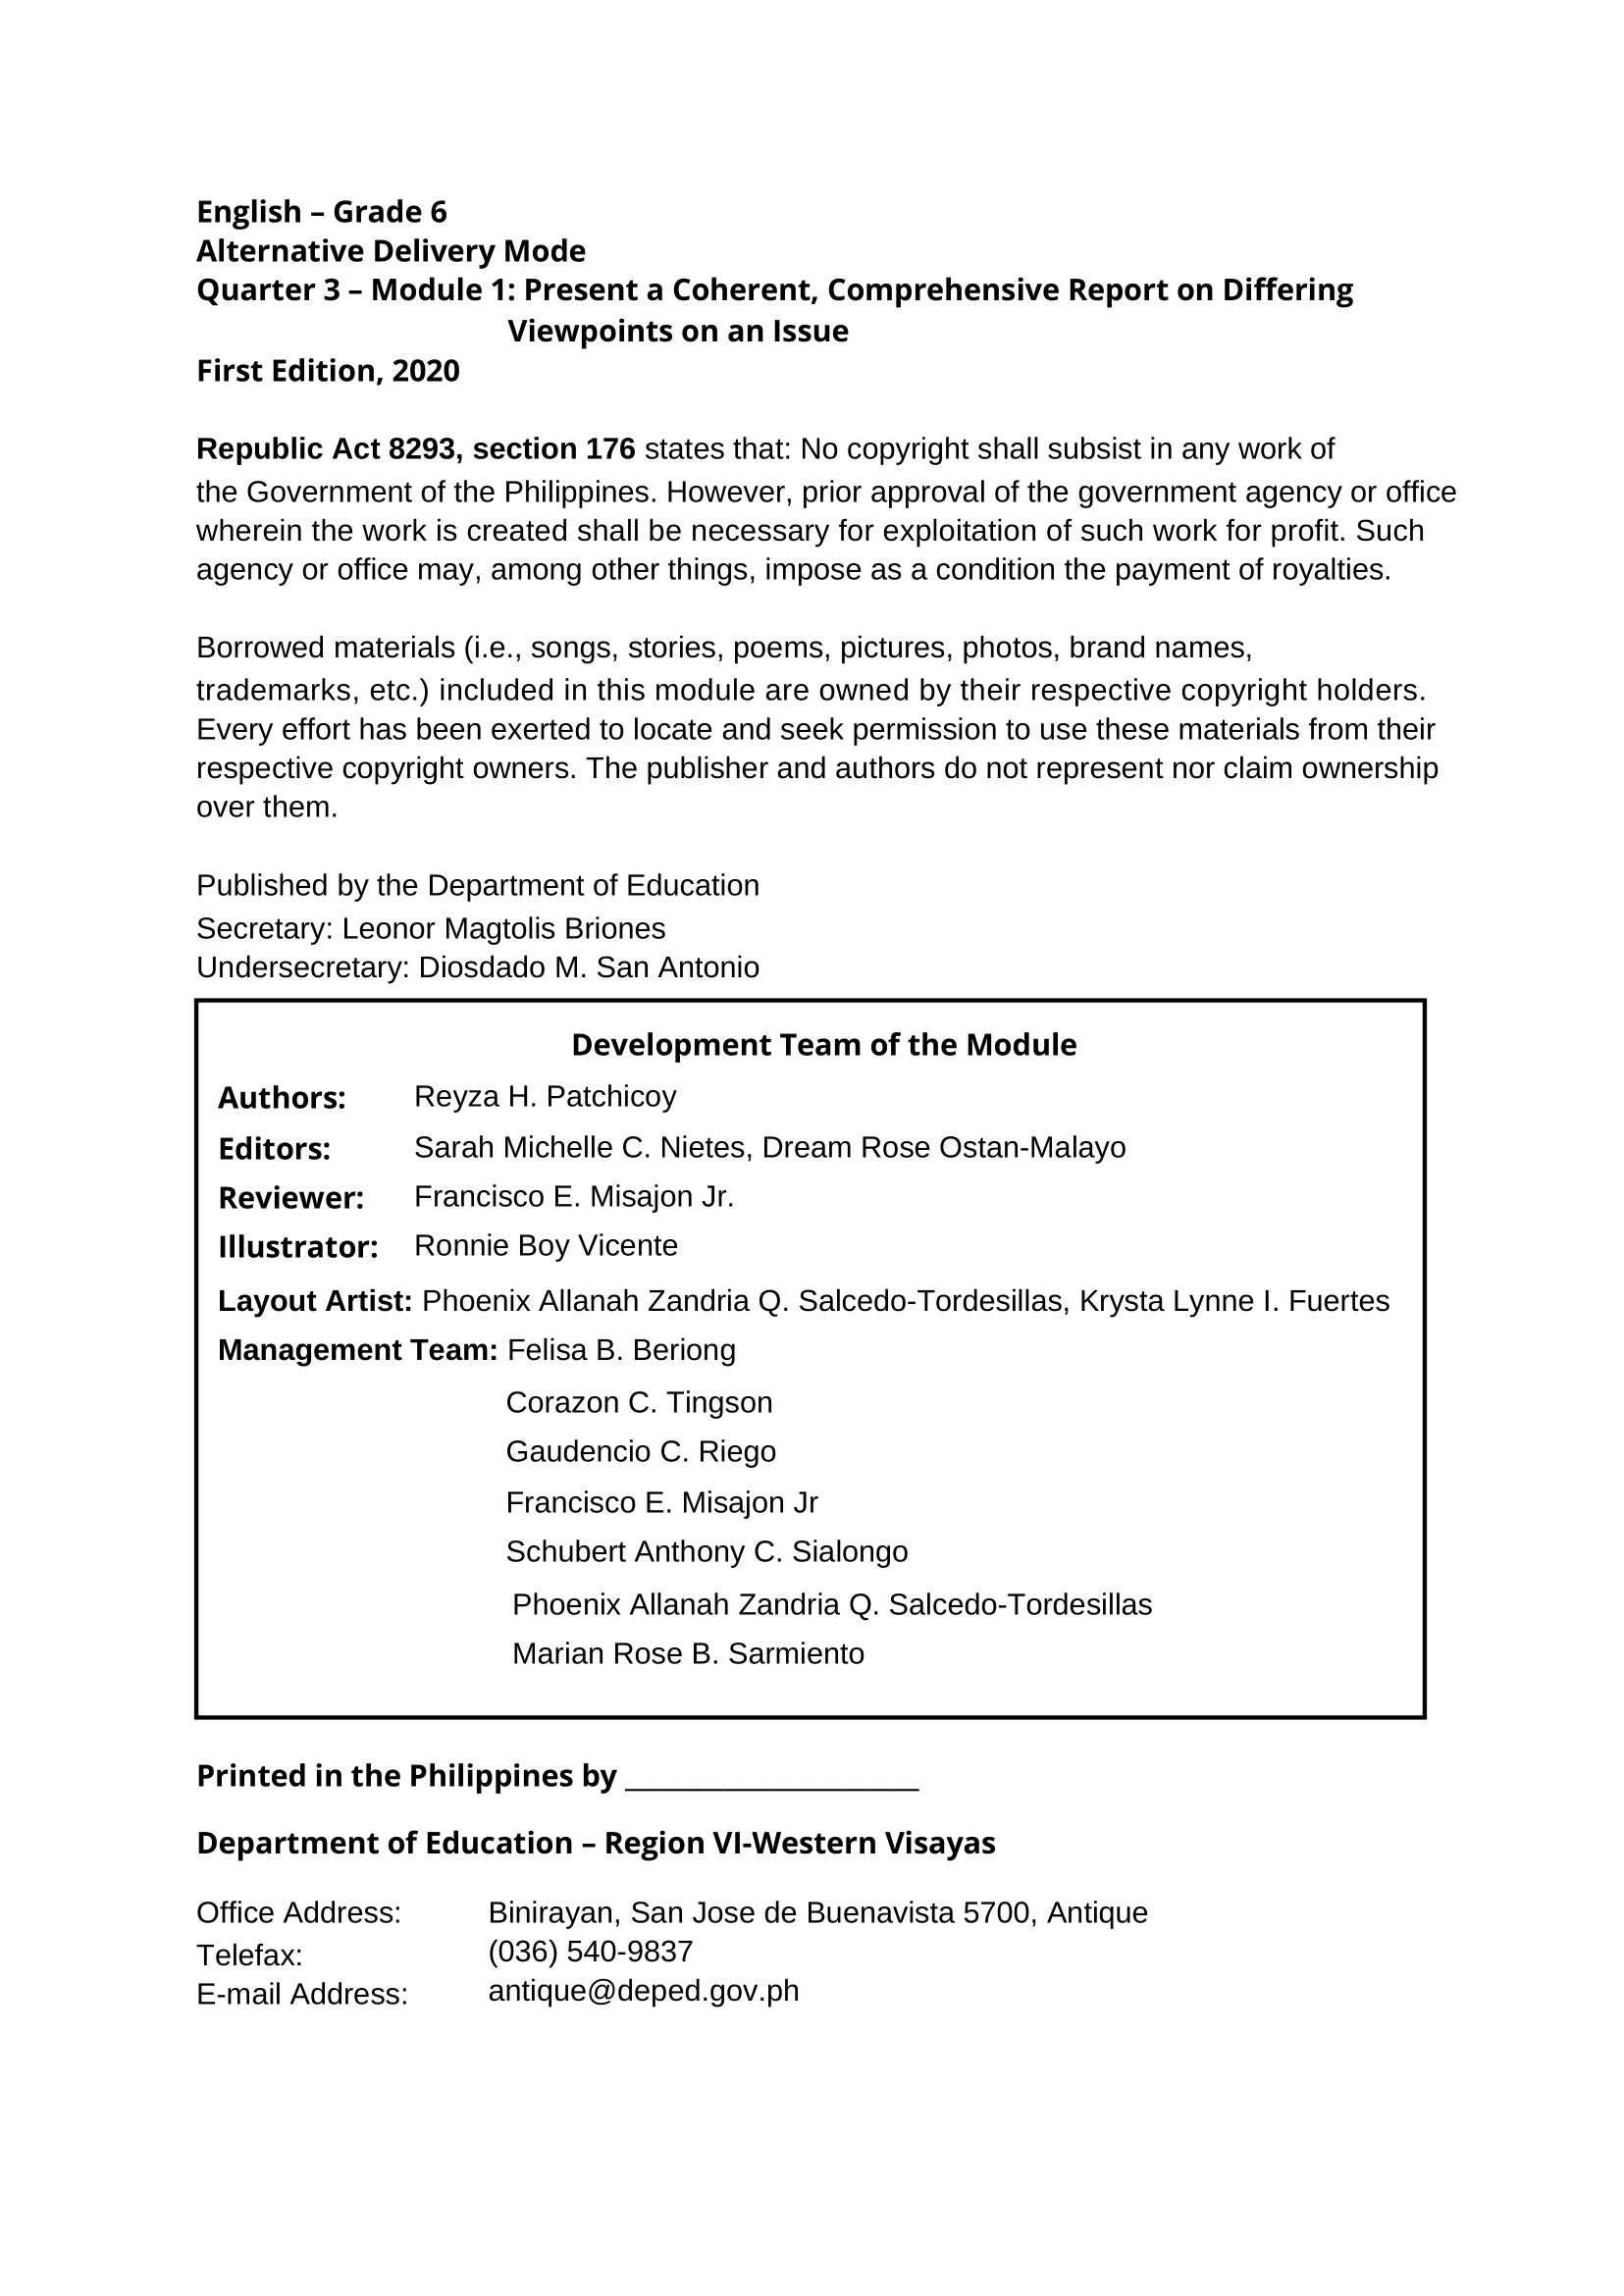 English – Grade 6
Alternative Delivery Mode
Quarter 3 – Module 1: Present a Coherent, Comprehensive Report on Differing
Viewpoints on an Issue
First Edition, 2020
Republic Act 8293, section 176 states that: No copyright shall subsist in any work of
the Government of the Philippines. However, prior approval of the government agency or office
wherein the work is created shall be necessary for exploitation of such work for profit. Such
agency or office may, among other things, impose as a condition the payment of royalties.
Borrowed materials (i.e., songs, stories, poems, pictures, photos, brand names,
trademarks, etc.) included in this module are owned by their respective copyright holders.
Every effort has been exerted to locate and seek permission to use these materials from their
respective copyright owners. The publisher and authors do not represent nor claim ownership
over them.
Published by the Department of Education
Secretary: Leonor Magtolis Briones
Undersecretary: Diosdado M. San Antonio
Development Team of the Module
Authors: Reyza H. Patchicoy
Editors: Sarah Michelle C. Nietes, Dream Rose Ostan-Malayo
Reviewer: Francisco E. Misajon Jr.
Illustrator: Ronnie Boy Vicente
Layout Artist: Phoenix Allanah Zandria Q. Salcedo-Tordesillas, Krysta Lynne I. Fuertes
Management Team: Felisa B. Beriong
Corazon C. Tingson
Gaudencio C. Riego
Francisco E. Misajon Jr
Schubert Anthony C. Sialongo
Phoenix Allanah Zandria Q. Salcedo-Tordesillas
Marian Rose B. Sarmiento
Printed in the Philippines by ___________________
Department of Education – Region VI-Western Visayas
Office Address: Binirayan, San Jose de Buenavista 5700, Antique
Telefax: (036) 540-9837
E-mail Address: antique@deped.gov.ph